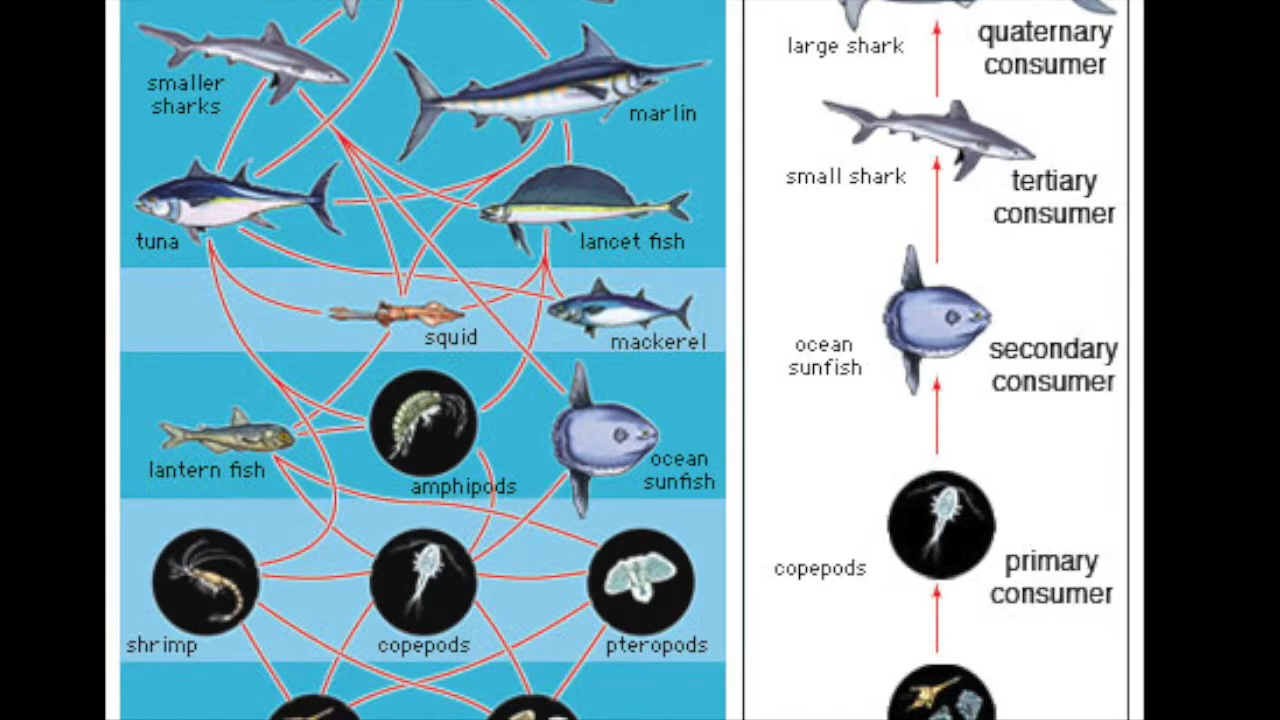 smaller
sharks
marlin
tuna
lancet fish
squid
mackerel
lantern fish
amphipods
ocean
sunfish
shrimp
copepods
pteropods
large shark
quaternary
consumer
small shark
tertiary
consumer
ocean
sunfish
secondary
consumer
copepods
primary
consumer